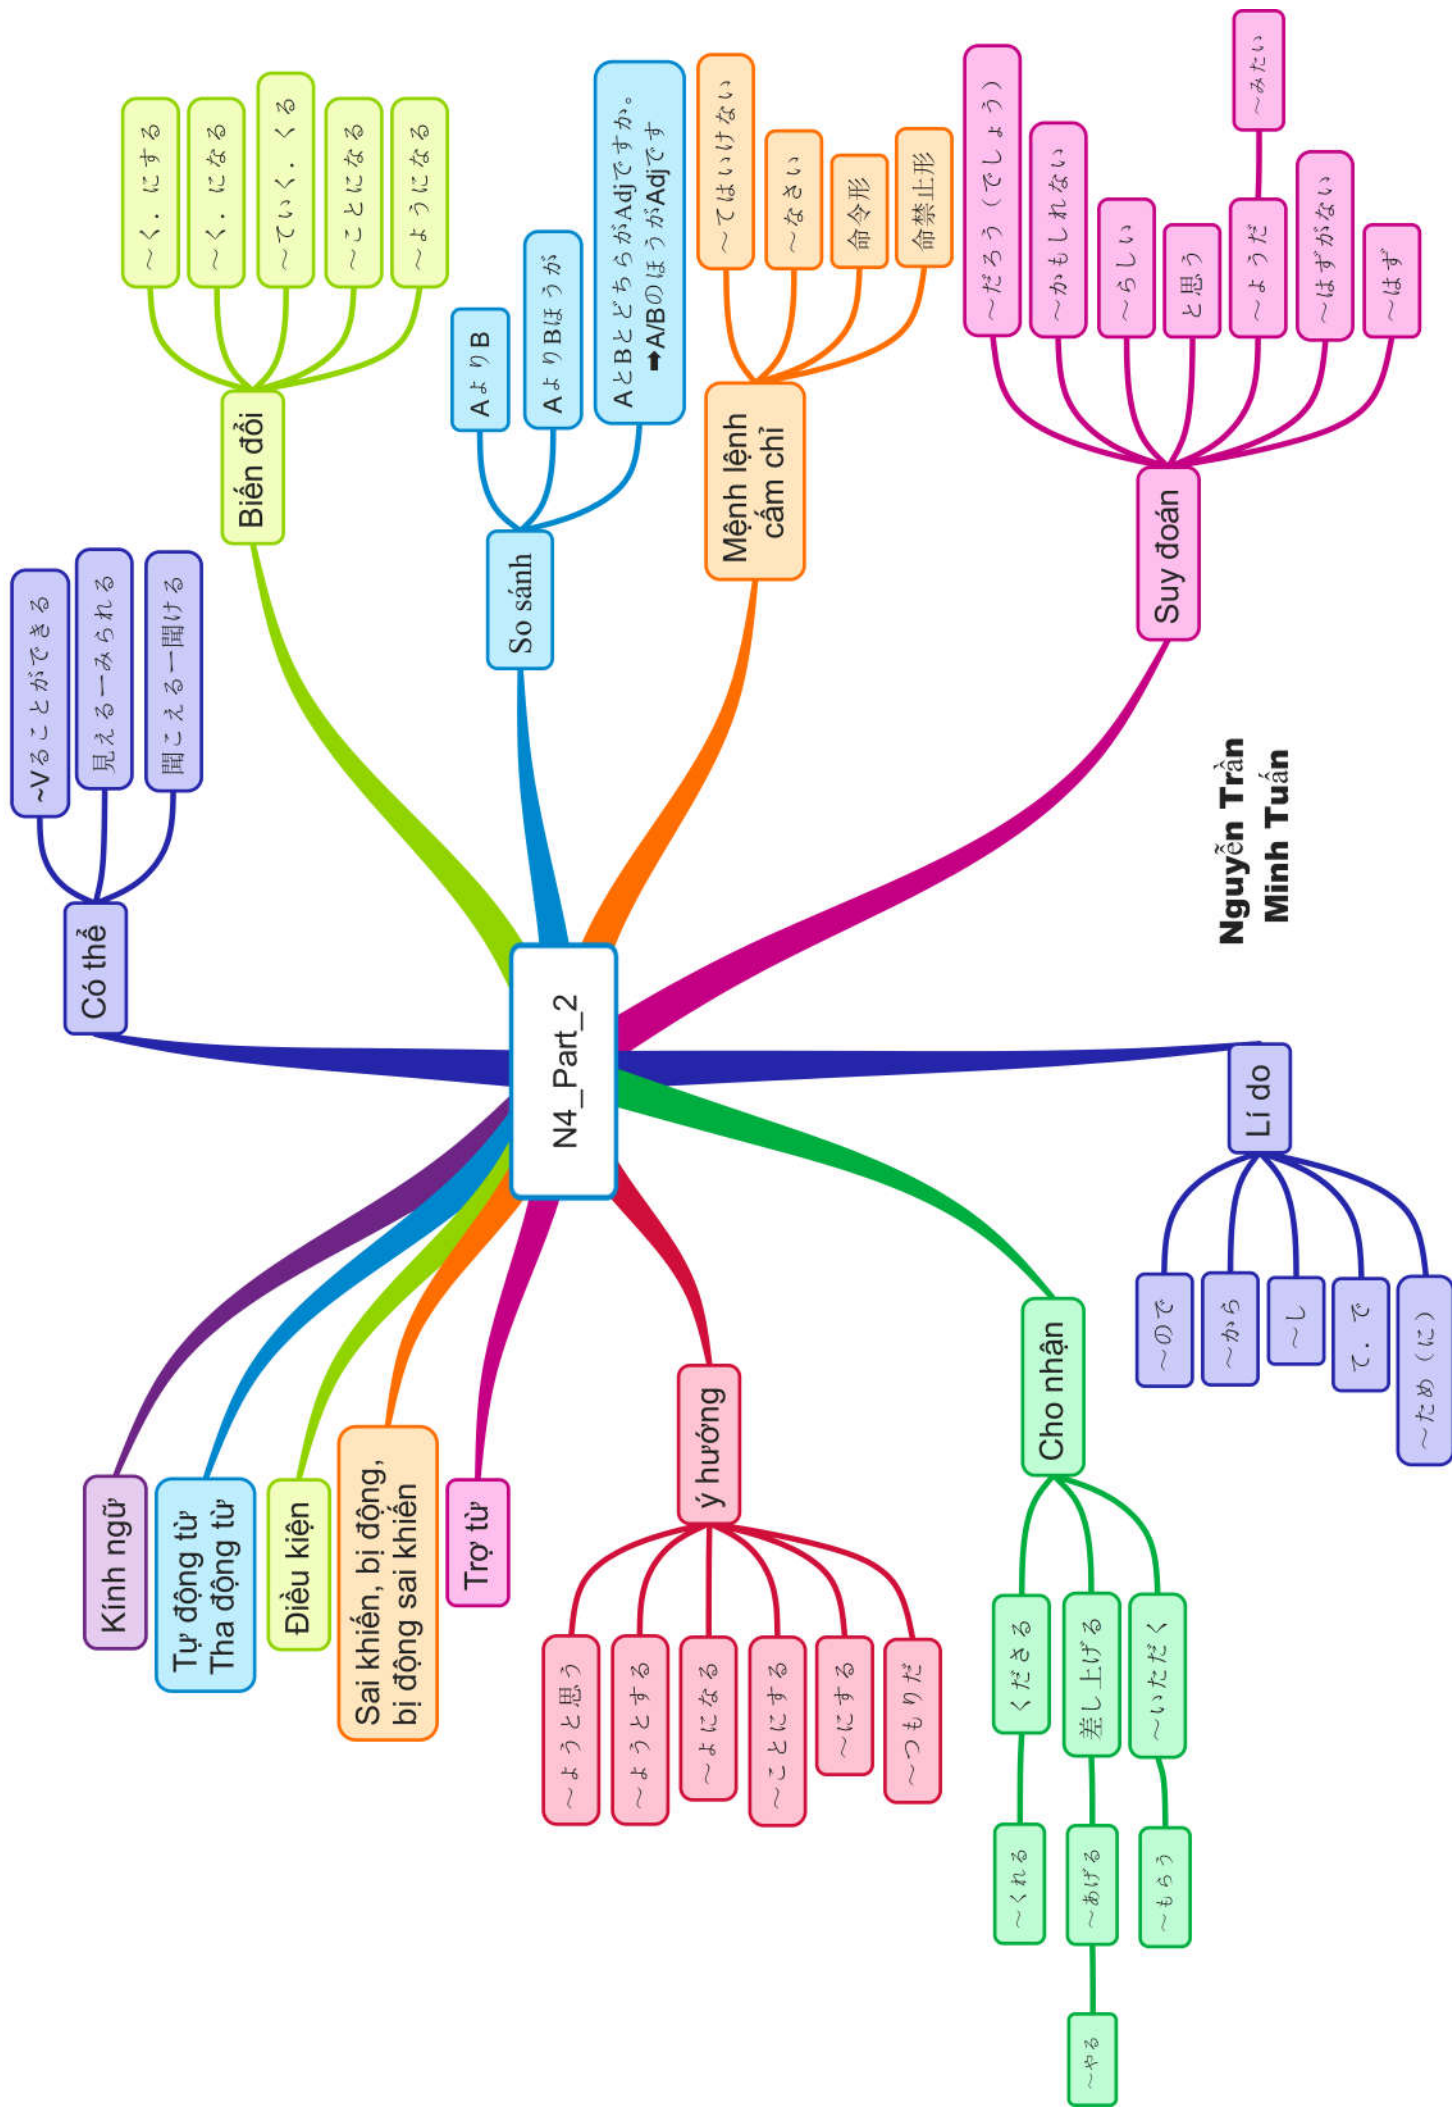 N4_Part_2
Có thể
~Vることができる
見えるーみられる
聞こえるー聞ける
Biến đổi
～く．にする
～く．になる
～ていく．くる
～ことになる
～ようになる
So sánh
AよりB
AよりBほうが
AとBとどちらがAdjですか。
➡A/BのほうがAdjです
Mệnh lệnh
cấm chỉ
～てはいけない
～なさい
命令形
命禁止形
Suy đoán
～だろう（でしょう）
～かもしれない
～らしい
と思う
～ようだ
～みたい
～はずがない
～はず
Lí do
～ので
～から
～し
て．で
～ため（に）
Cho nhận
くださる
～くれる
差し上げる
～あげる
～やる
～いただく
～もらう
ý hướng
～ようと思う
～ようとする
～よになる
～ことにする
～にする
～つもりだ
Trợ từ
Sai khiến, bị động,
bị động sai khiến
Điều kiện
Tự động từ
Tha động từ
Kính ngữ
Nguyễn Trần
Minh Tuấn